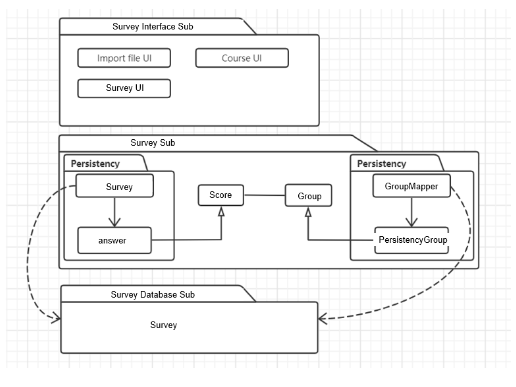 Survey Interface Sub
Import file UI
Course UI
Survey UI
Survey Sub
Persistency
Persistency
Survey
GroupMapper
Score
Group
answer
PersistencyGroup
Survey Database Sub
Survey